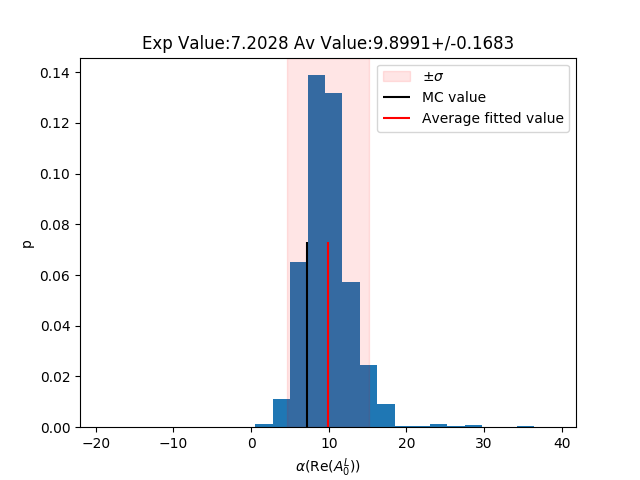 Exp Value:7.2028 Av Value:9.8991+/-0.1683
±σ
MC value
Average fitted value
0.14
0.12
0.10
0.08
0.06
0.04
0.02
0.00
p
−20 −10 0 10 20 30 40
α(Re(A₀ᴸ))